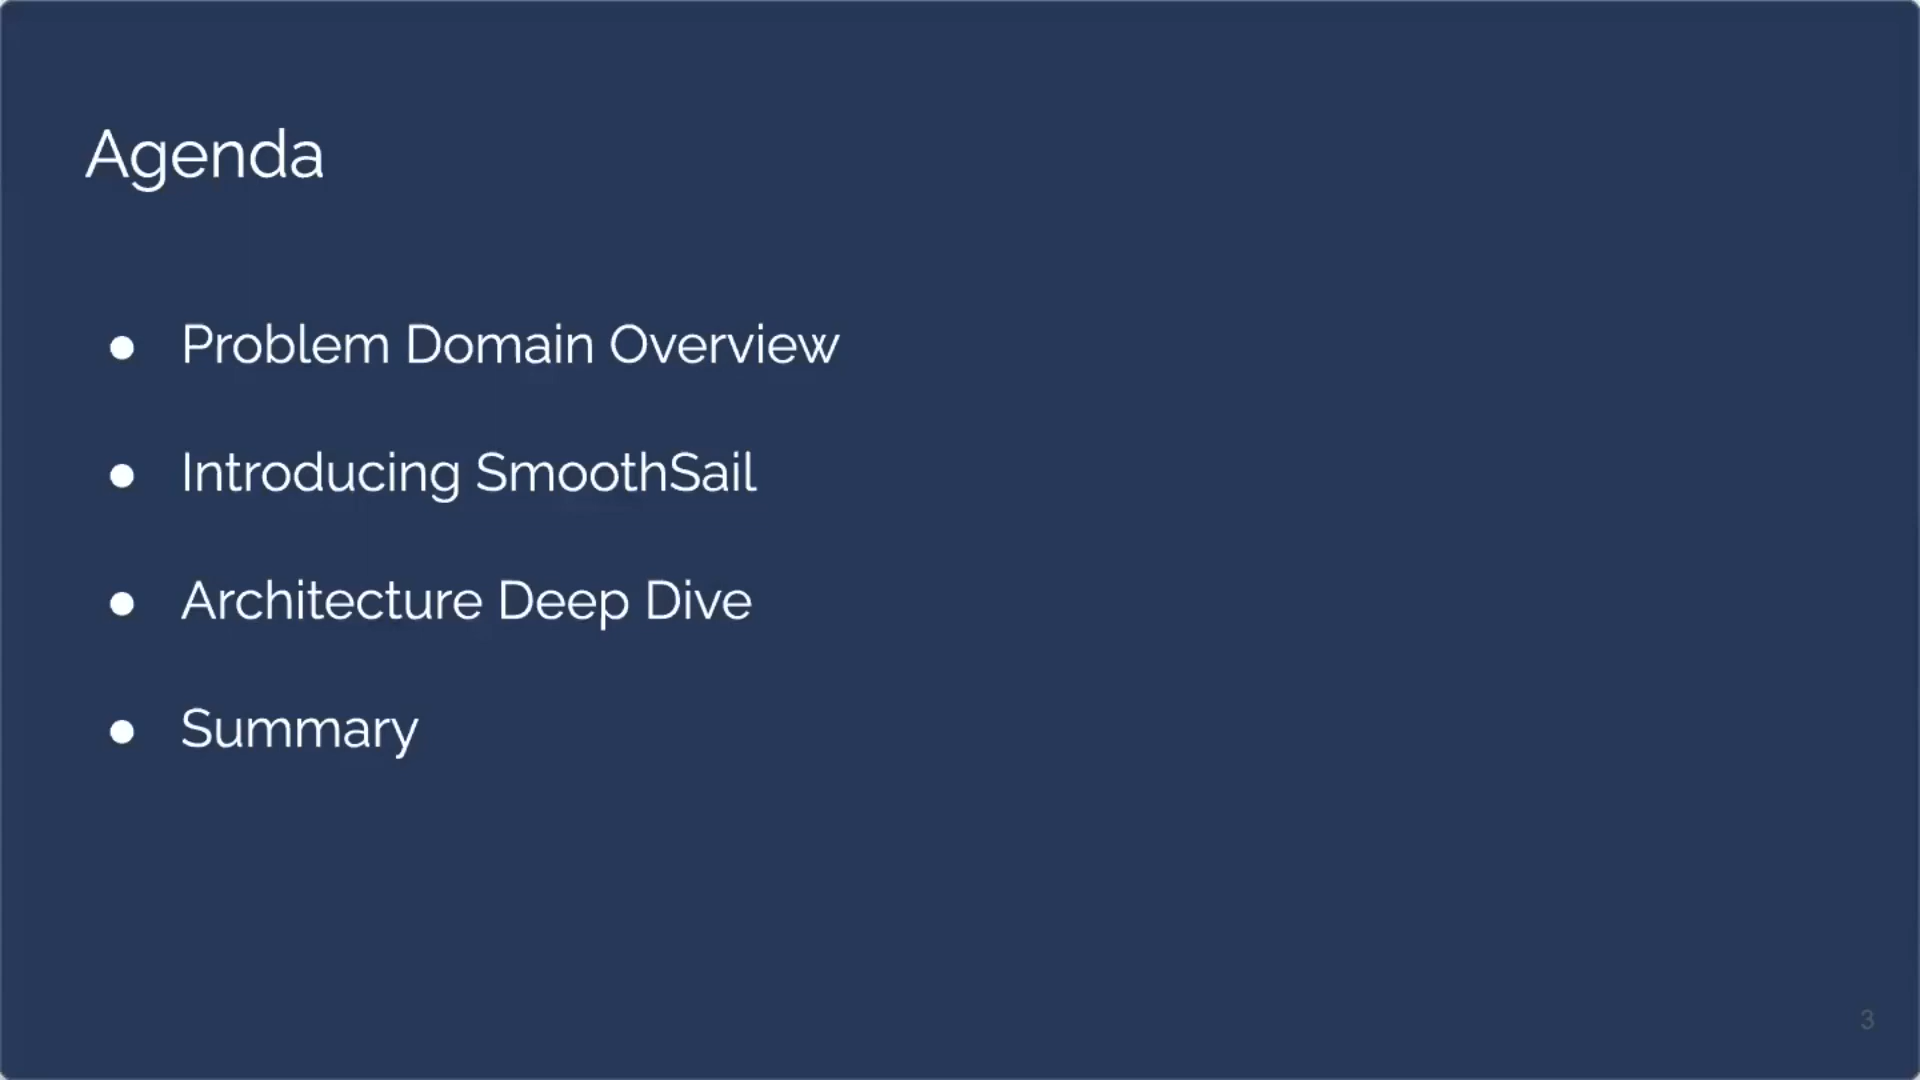 Agenda
● Problem Domain Overview
● Introducing SmoothSail
● Architecture Deep Dive
● Summary
3